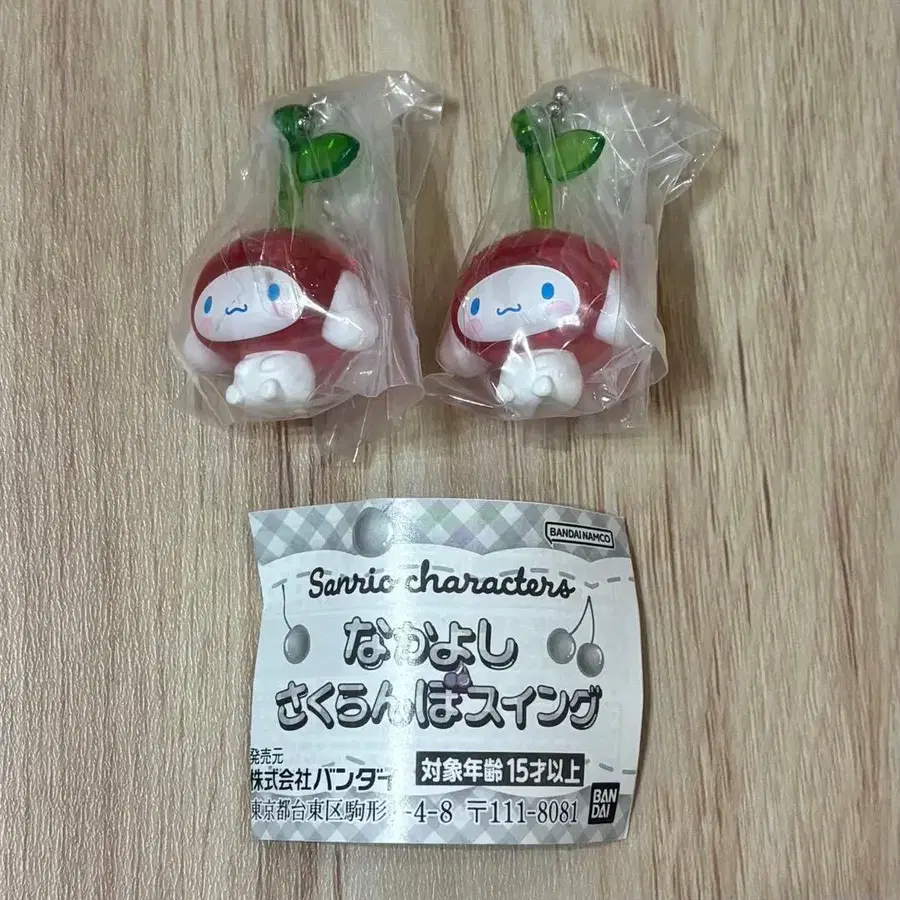 BANDAI NAMCO
Sanrio characters
なかよし
さくらんぼスイング
発売元
株式会社バンダイ 対象年齢15才以上
東京都台東区駒形 -4-8 〒111-8081
BAN
DAI